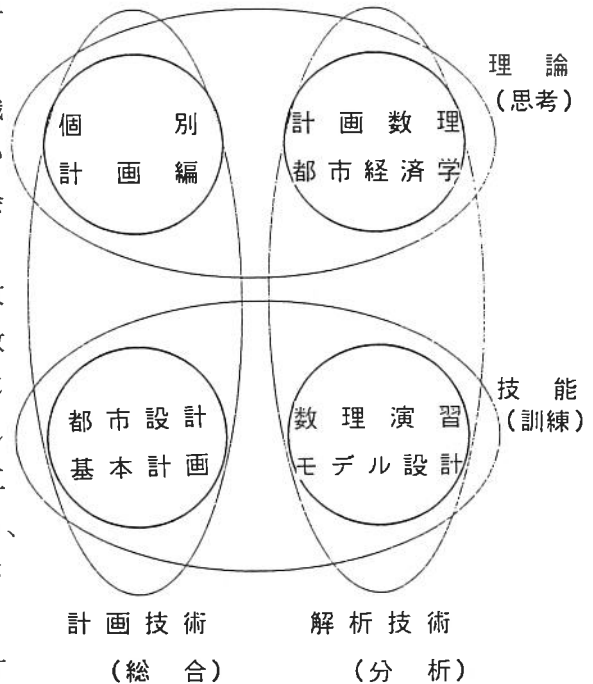 理論
(思考)
個別
計画編
計画数理
都市経済学
技能
(訓練)
都市設計
基本計画
数理演習
モデル設計
計画技術
(総合)
解析技術
(分析)